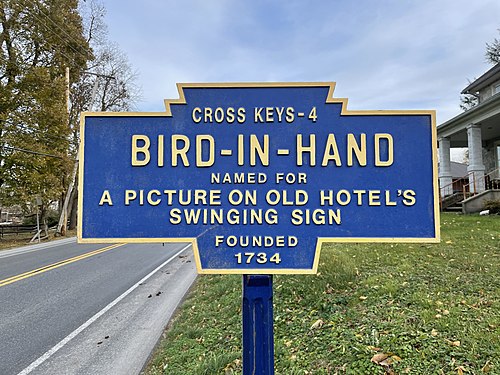 CROSS KEYS-4
BIRD-IN-HAND
NAMED FOR
A PICTURE ON OLD HOTEL'S
SWINGING SIGN
FOUNDED
1734